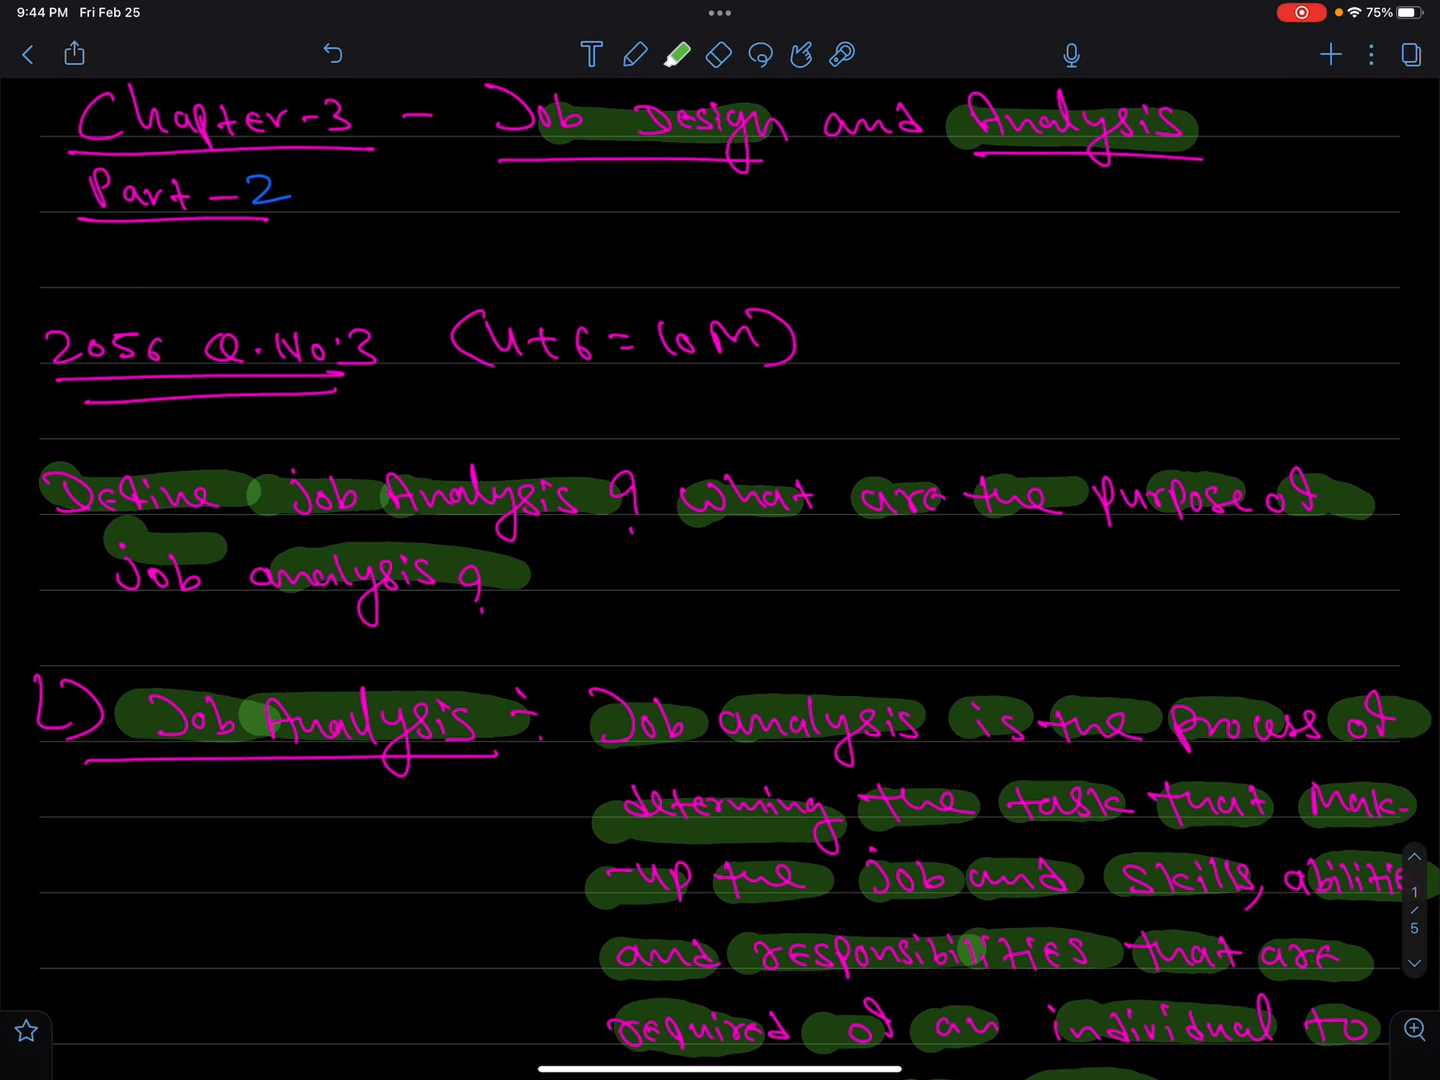 9:44 PM Fri Feb 25
75%
Chapter-3 - Job Design and Analysis
Part-2
2056 Q.No:3 (4+6=10M)
Define job Analysis? What are the purpose of
job analysis?
1) Job Analysis :- Job analysis is the process of
determing the task that Mak-
-up the job and skills, abilitie
and responsibilities that are
required of an individual to
1
/
5